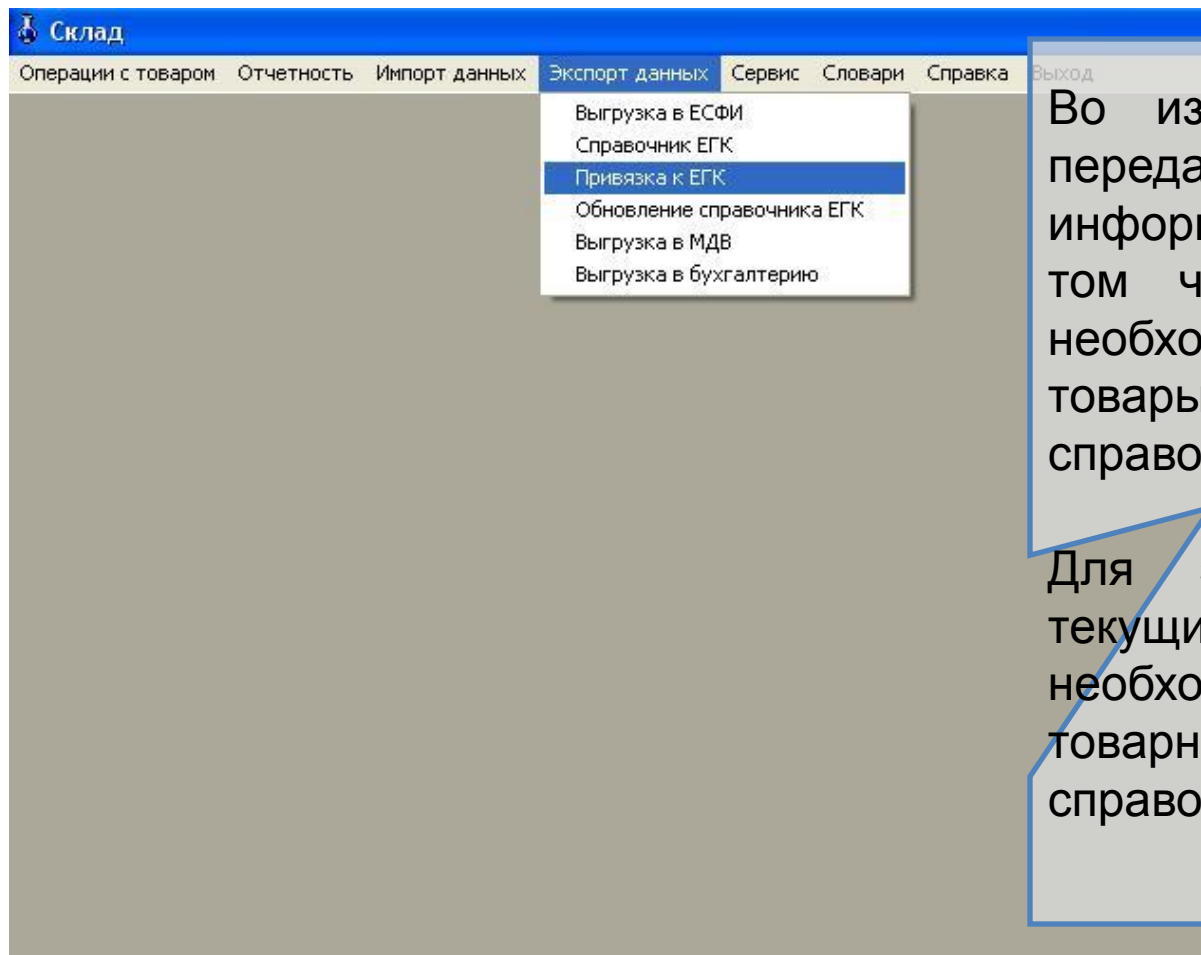 Склад
Операции с товаром Отчетность Импорт данных Экспорт данных Сервис Словари Справка Выход
Выгрузка в ЕСФИ
Справочник ЕГК
Привязка к ЕГК
Обновление справочника ЕГК
Выгрузка в МДВ
Выгрузка в бухгалтерию
Во из
переда
инфор
том ч
необхо
товары
справо
Для
текущи
необхо
товарн
справо